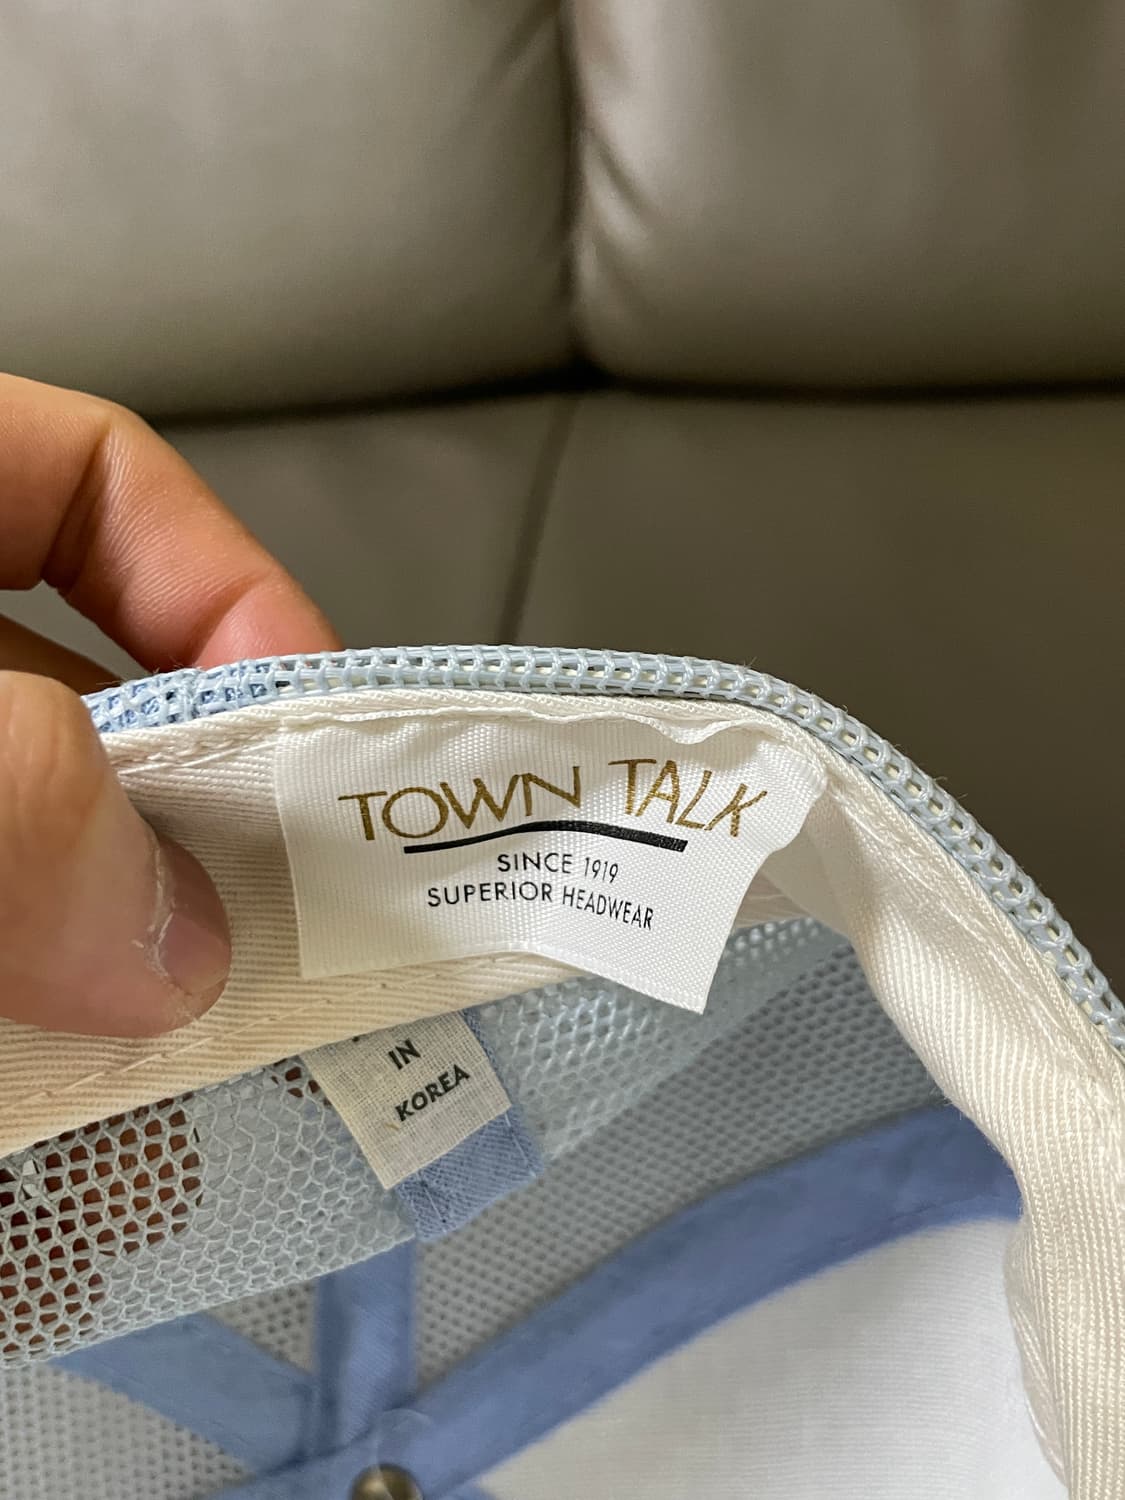 TOWN TALK
SINCE 1919
SUPERIOR HEADWEAR
IN
KOREA